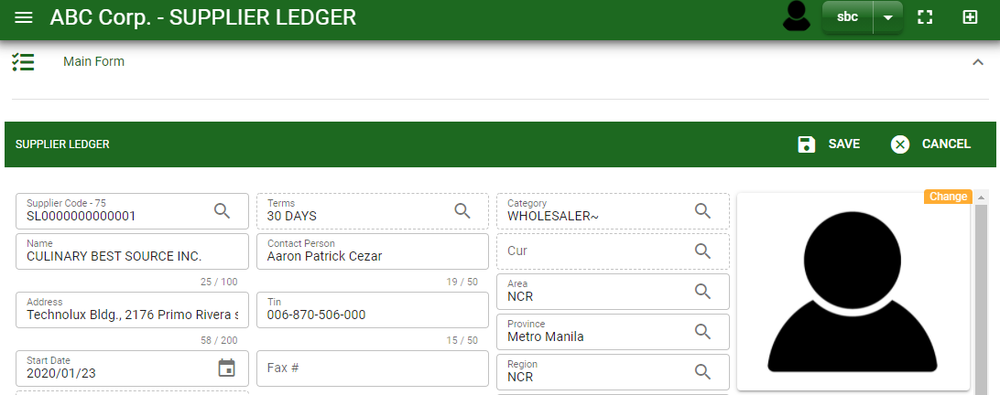 ABC Corp. - SUPPLIER LEDGER
sbc
Main Form
SUPPLIER LEDGER
SAVE
CANCEL
Supplier Code - 75
SL0000000000001
Terms
30 DAYS
Category
WHOLESALER~
Change
Name
CULINARY BEST SOURCE INC.
25 / 100
Contact Person
Aaron Patrick Cezar
19 / 50
Cur
Area
NCR
Address
Technolux Bldg., 2176 Primo Rivera s
58 / 200
Tin
006-870-506-000
15 / 50
Province
Metro Manila
Start Date
2020/01/23
Fax #
Region
NCR